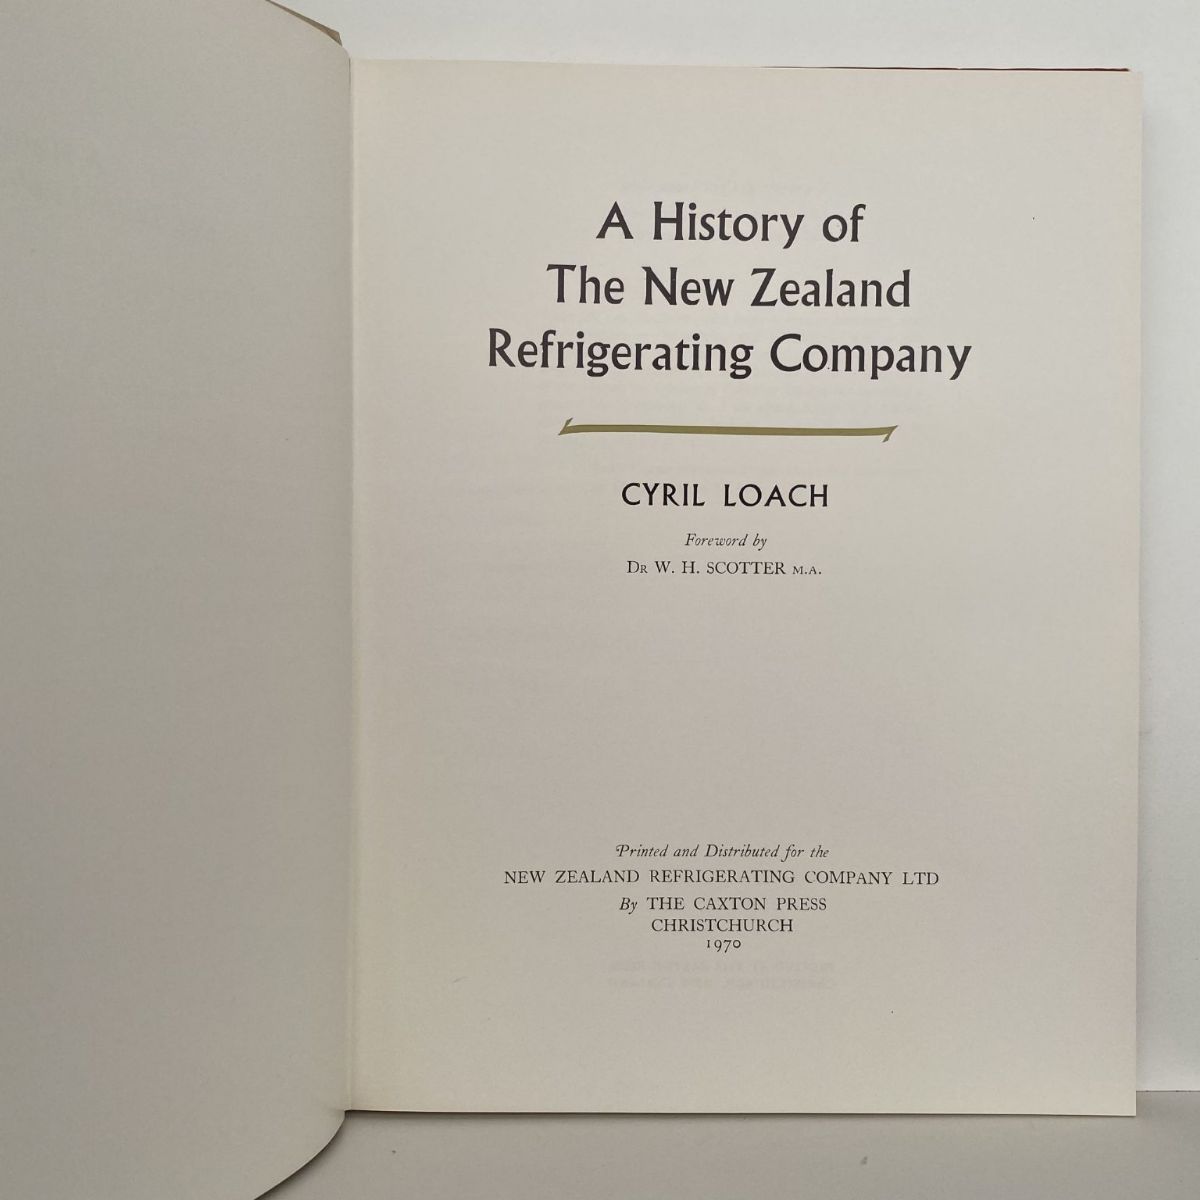 A History of
The New Zealand
Refrigerating Company
CYRIL LOACH
Foreword by
DR W. H. SCOTTER M.A.
Printed and Distributed for the
NEW ZEALAND REFRIGERATING COMPANY LTD
By THE CAXTON PRESS
CHRISTCHURCH
1970